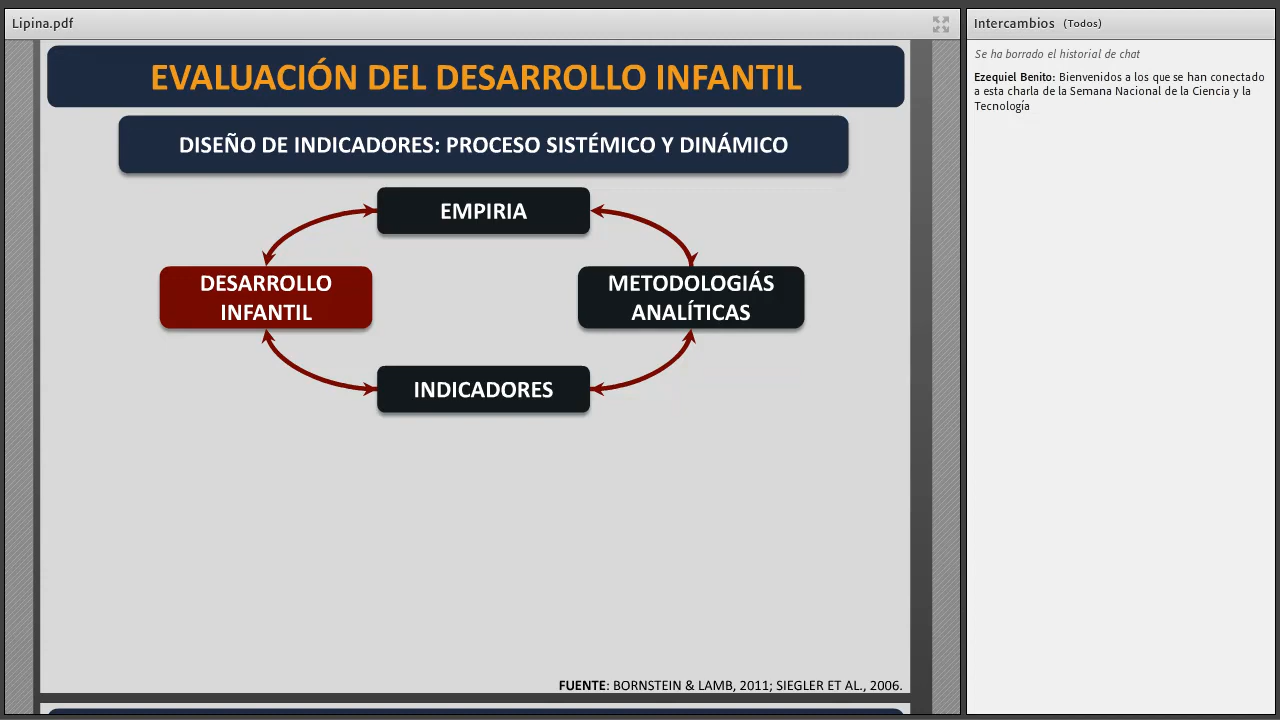 Lipina.pdf
EVALUACIÓN DEL DESARROLLO INFANTIL
DISEÑO DE INDICADORES: PROCESO SISTÉMICO Y DINÁMICO
EMPIRIA
DESARROLLO
INFANTIL
METODOLOGIÁS
ANALÍTICAS
INDICADORES
FUENTE: BORNSTEIN & LAMB, 2011; SIEGLER ET AL., 2006.
Intercambios (Todos)
Se ha borrado el historial de chat
Ezequiel Benito: Bienvenidos a los que se han conectado
a esta charla de la Semana Nacional de la Ciencia y la
Tecnología